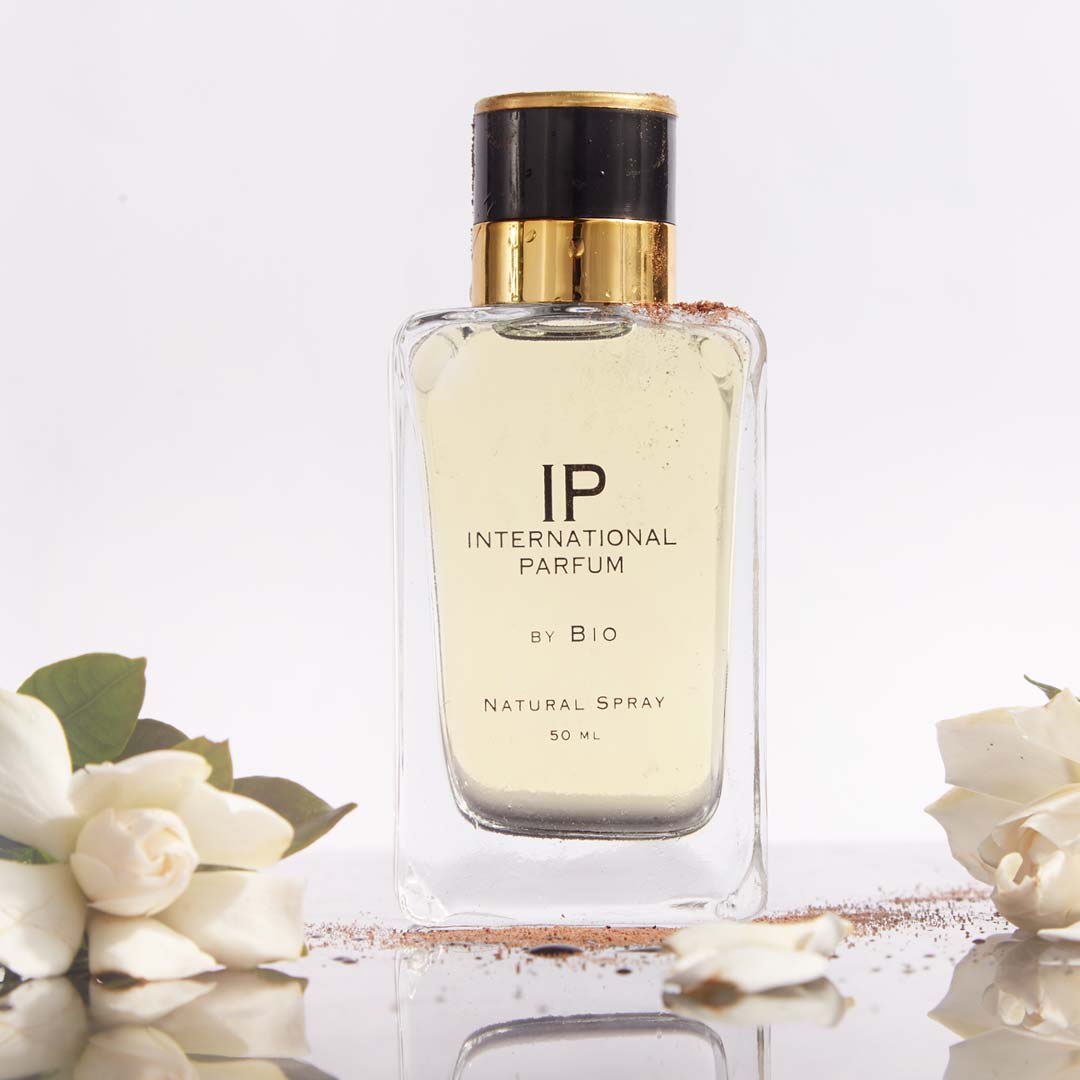 IP
INTERNATIONAL
PARFUM
BY BIO
NATURAL SPRAY
50 ML